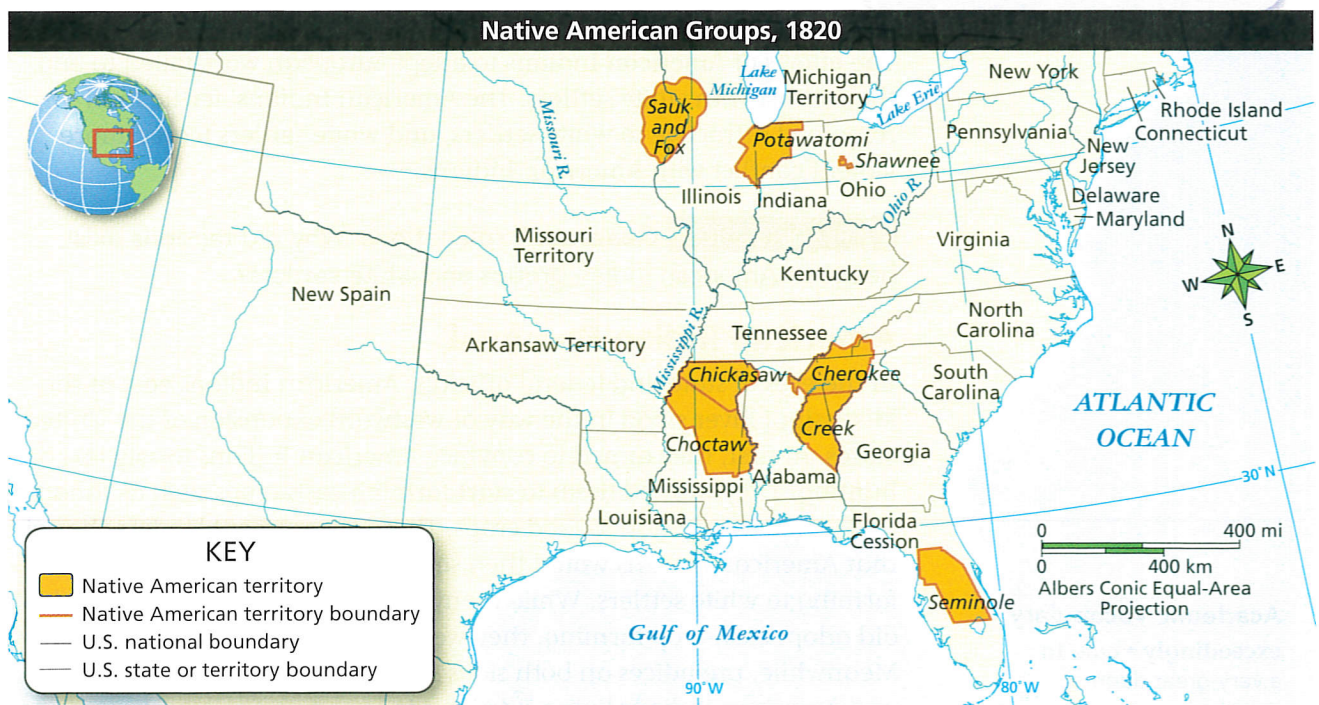 Native American Groups, 1820
Lake
Michigan
Michigan
Territory
Lake Erie
New York
Rhode Island
Connecticut
Pennsylvania
New
Jersey
Delaware
Maryland
Missouri R.
Sauk
and
Fox
Potawatomi
Shawnee
Illinois
Indiana
Ohio
Ohio R.
Missouri
Territory
Kentucky
Virginia
New Spain
N
W
E
S
North
Carolina
Tennessee
Arkansaw Territory
Mississippi R.
Chickasaw
Cherokee
South
Carolina
ATLANTIC
OCEAN
Choctaw
Creek
Georgia
Mississippi
Alabama
30°N
Louisiana
Florida
Cession
Seminole
Gulf of Mexico
90°W
80°W
0
400 mi
0
400 km
Albers Conic Equal-Area
Projection
KEY
Native American territory
Native American territory boundary
U.S. national boundary
U.S. state or territory boundary